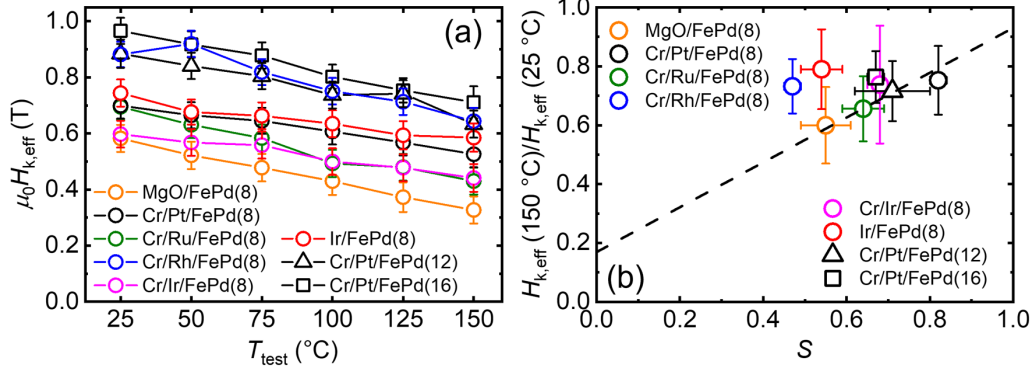 (a)
μ₀Hk,eff (T)
1.0
0.8
0.6
0.4
0.2
0.0
MgO/FePd(8)
Cr/Pt/FePd(8)
Cr/Ru/FePd(8)
Cr/Rh/FePd(8)
Cr/Ir/FePd(8)
Ir/FePd(8)
Cr/Pt/FePd(12)
Cr/Pt/FePd(16)
25 50 75 100 125 150
Ttest (°C)
(b)
Hk,eff (150 °C)/Hk,eff (25 °C)
1.0
0.8
0.6
0.4
0.2
0.0
MgO/FePd(8)
Cr/Pt/FePd(8)
Cr/Ru/FePd(8)
Cr/Rh/FePd(8)
Cr/Ir/FePd(8)
Ir/FePd(8)
Cr/Pt/FePd(12)
Cr/Pt/FePd(16)
0.0 0.2 0.4 0.6 0.8 1.0
S